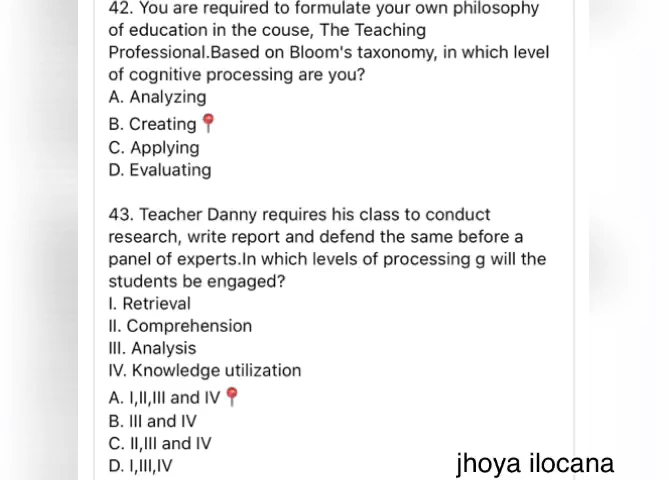 42. You are required to formulate your own philosophy
of education in the couse, The Teaching
Professional.Based on Bloom's taxonomy, in which level
of cognitive processing are you?
A. Analyzing
B. Creating📍
C. Applying
D. Evaluating
43. Teacher Danny requires his class to conduct
research, write report and defend the same before a
panel of experts.In which levels of processing g will the
students be engaged?
I. Retrieval
II. Comprehension
III. Analysis
IV. Knowledge utilization
A. I,II,III and IV📍
B. III and IV
C. II,III and IV
D. I,III,IV
jhoya ilocana